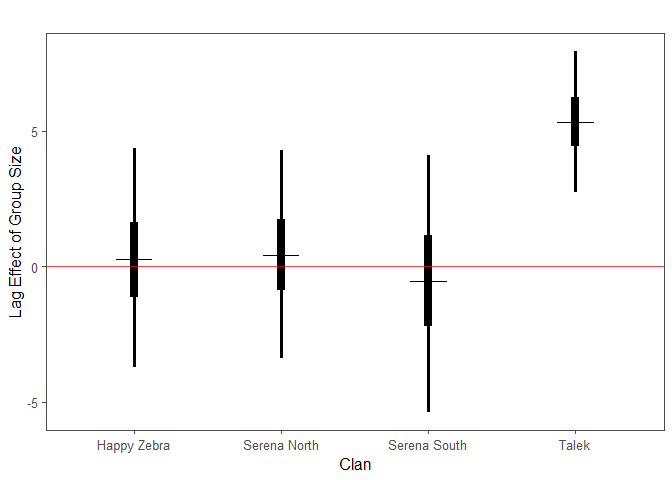 Lag Effect of Group Size
5
0
-5
Happy Zebra
Serena North
Serena South
Talek
Clan